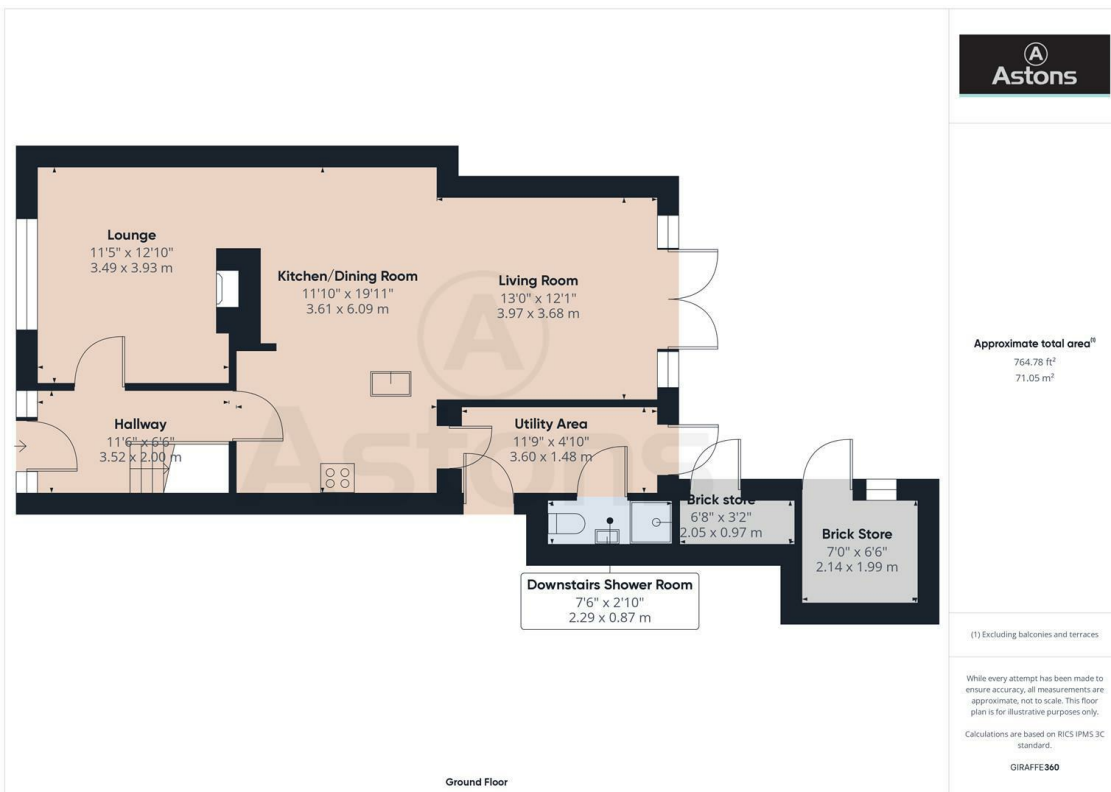 A
Astons
Lounge
11'5" x 12'10"
3.49 x 3.93 m
Kitchen/Dining Room
11'10" x 19'11"
3.61 x 6.09 m
Living Room
13'0" x 12'1"
3.97 x 3.68 m
A
Astons
Hallway
11'6" x 6'6"
3.52 x 2.00 m
Utility Area
11'9" x 4'10"
3.60 x 1.48 m
Brick store
6'8" x 3'2"
2.05 x 0.97 m
Brick Store
7'0" x 6'6"
2.14 x 1.99 m
Downstairs Shower Room
7'6" x 2'10"
2.29 x 0.87 m
Ground Floor
Approximate total area(1)
764.78 ft²
71.05 m²
(1) Excluding balconies and terraces
While every attempt has been made to
ensure accuracy, all measurements are
approximate, not to scale. This floor
plan is for illustrative purposes only.
Calculations are based on RICS IPMS 3C
standard.
GIRAFFE360